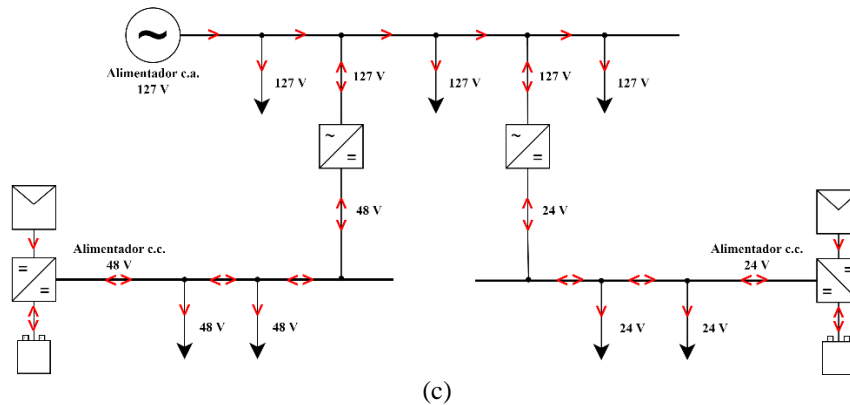 Alimentador c.a.
127 V
127 V
127 V
127 V
127 V
127 V
~
=
~
=
48 V
24 V
Alimentador c.c.
48 V
Alimentador c.c.
24 V
=
=
=
=
48 V
48 V
24 V
24 V
(c)